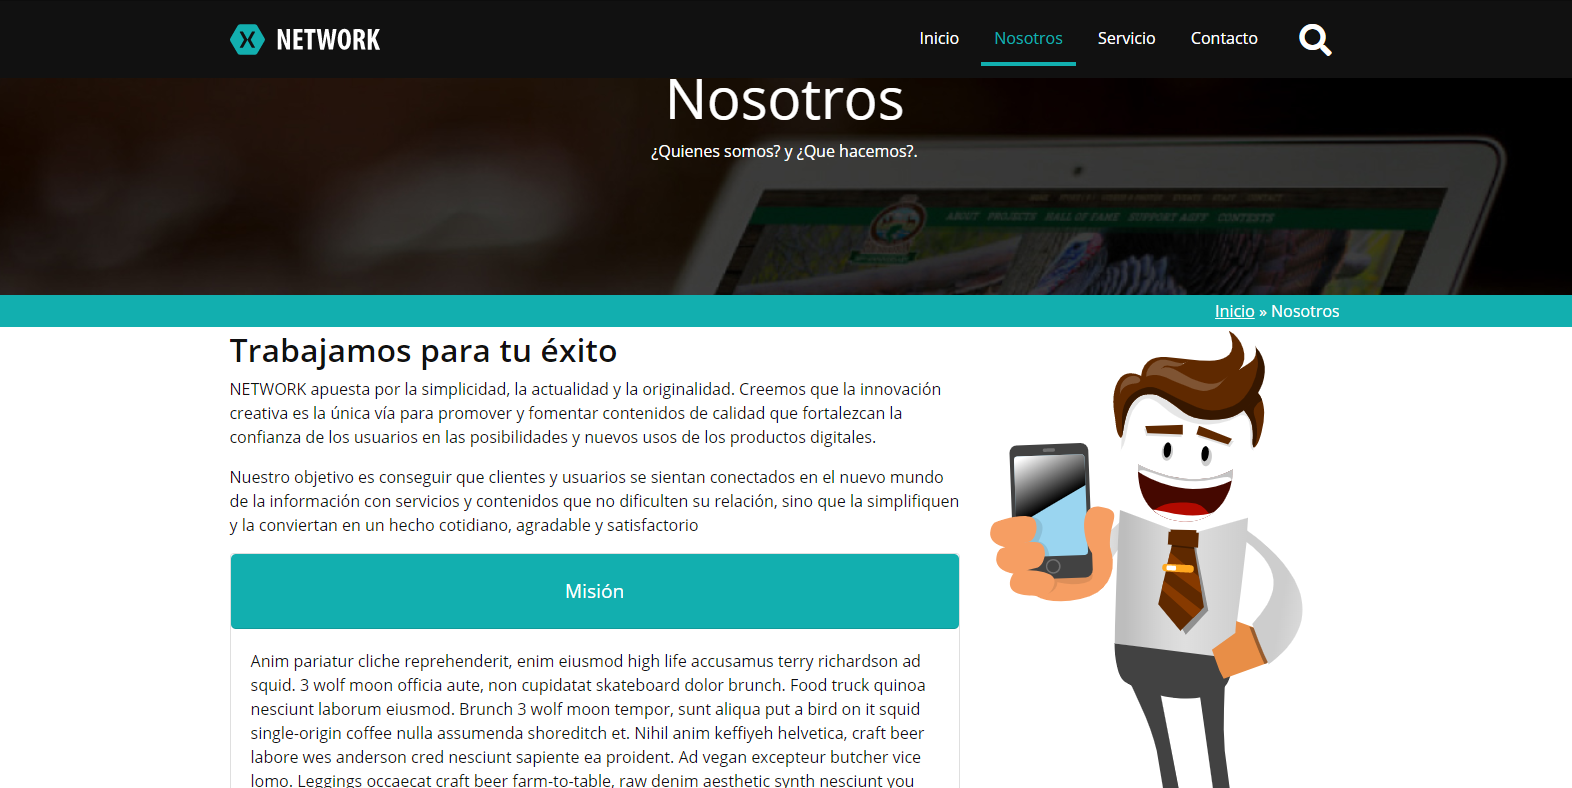 NETWORK
Inicio Nosotros Servicio Contacto
Nosotros
¿Quienes somos? y ¿Que hacemos?.
ABOUT PROJECTS HALL OF FAME SUPPORT AGFF CONTESTS
Inicio » Nosotros
Trabajamos para tu éxito
NETWORK apuesta por la simplicidad, la actualidad y la originalidad. Creemos que la innovación
creativa es la única vía para promover y fomentar contenidos de calidad que fortalezcan la
confianza de los usuarios en las posibilidades y nuevos usos de los productos digitales.
Nuestro objetivo es conseguir que clientes y usuarios se sientan conectados en el nuevo mundo
de la información con servicios y contenidos que no dificulten su relación, sino que la simplifiquen
y la conviertan en un hecho cotidiano, agradable y satisfactorio
Misión
Anim pariatur cliche reprehenderit, enim eiusmod high life accusamus terry richardson ad
squid. 3 wolf moon officia aute, non cupidatat skateboard dolor brunch. Food truck quinoa
nesciunt laborum eiusmod. Brunch 3 wolf moon tempor, sunt aliqua put a bird on it squid
single-origin coffee nulla assumenda shoreditch et. Nihil anim keffiyeh helvetica, craft beer
labore wes anderson cred nesciunt sapiente ea proident. Ad vegan excepteur butcher vice
lomo. Leggings occaecat craft beer farm-to-table, raw denim aesthetic synth nesciunt you